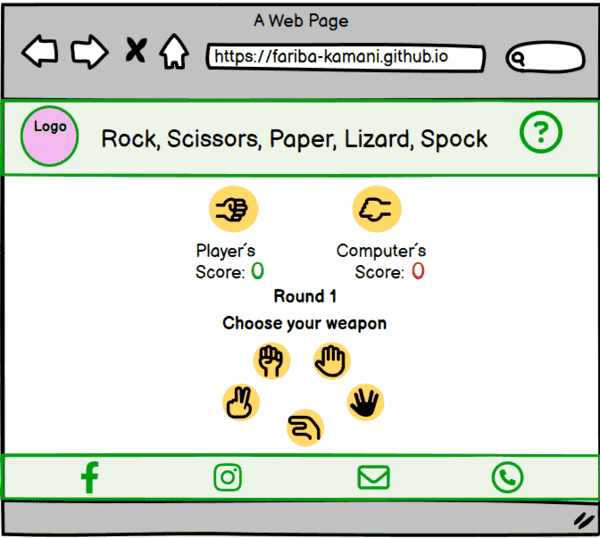 A Web Page
https://fariba-kamani.github.io
Logo
Rock, Scissors, Paper, Lizard, Spock
?
Player´s
Score: 0
Computer´s
Score: 0
Round 1
Choose your weapon